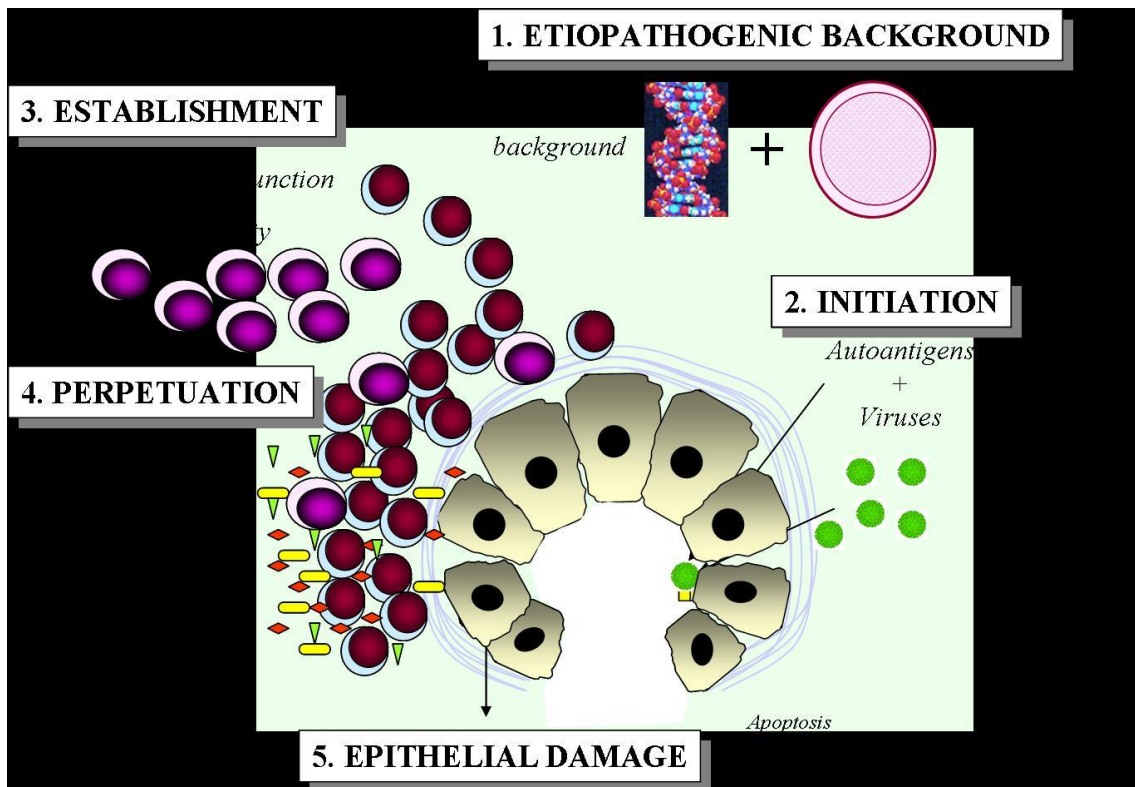 1. ETIOPATHOGENIC BACKGROUND
background
+
3. ESTABLISHMENT
2. INITIATION
Autoantigens
+
Viruses
4. PERPETUATION
Apoptosis
5. EPITHELIAL DAMAGE